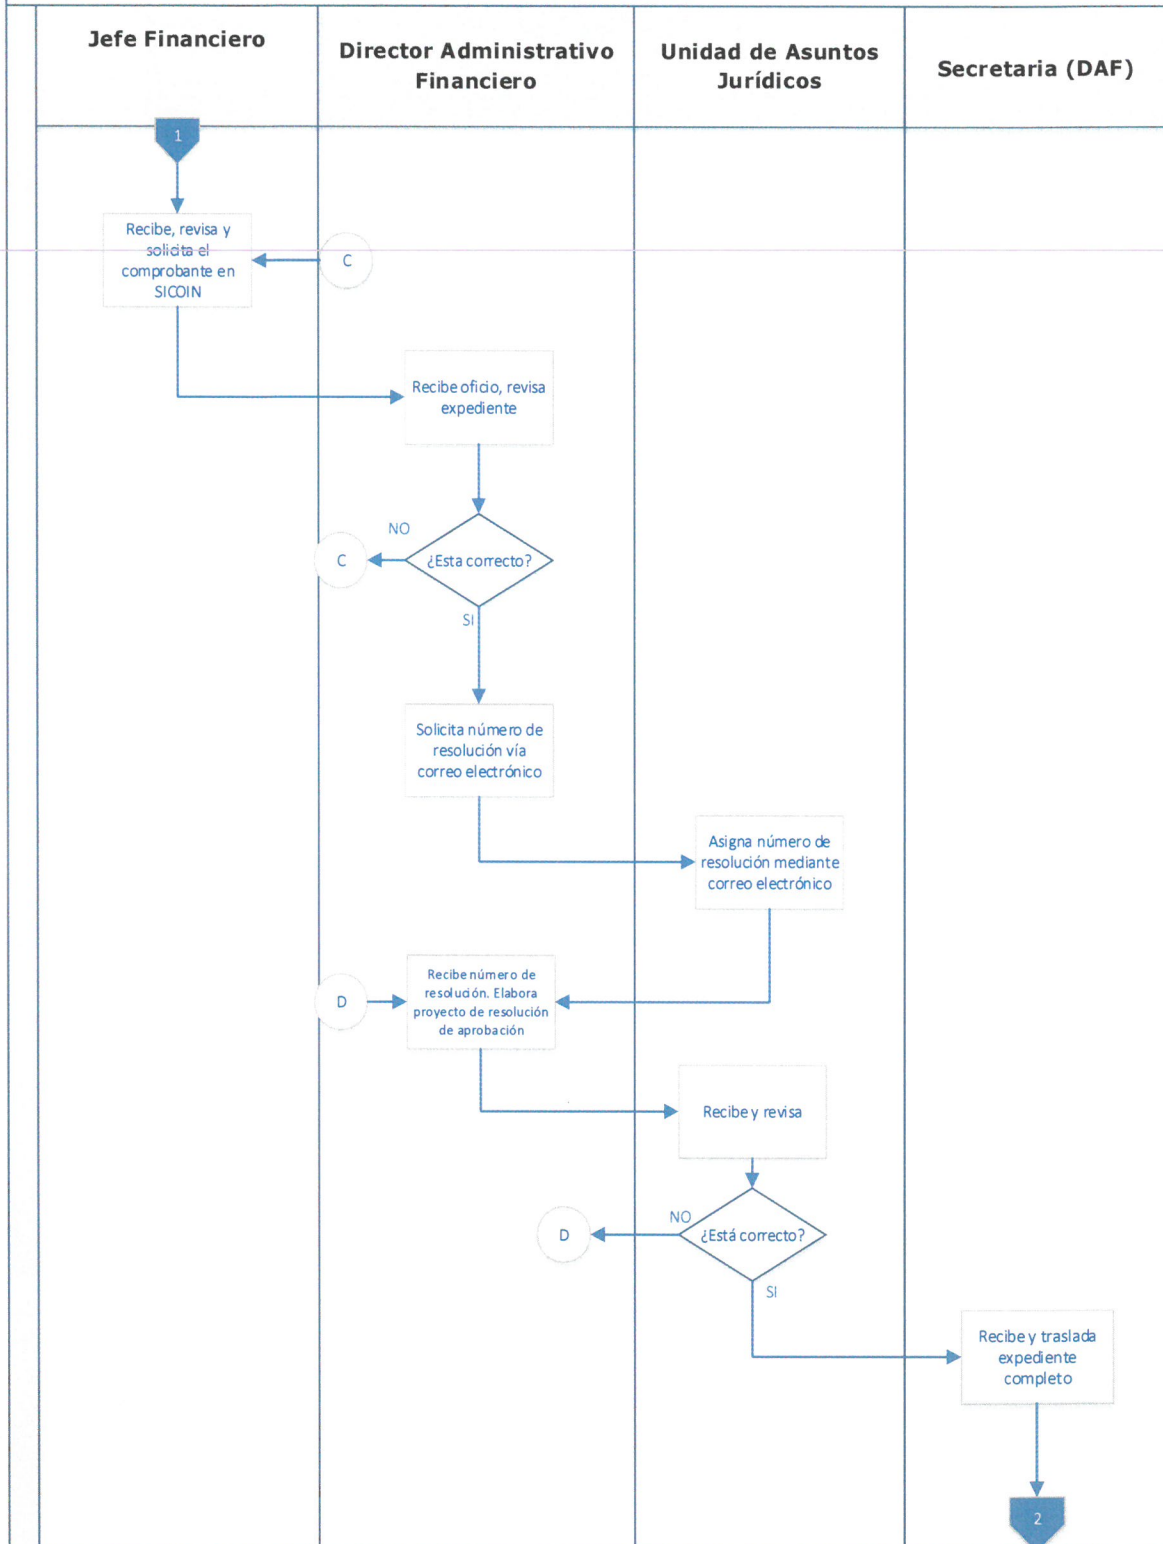 Jefe Financiero
Director Administrativo
Financiero
Unidad de Asuntos
Jurídicos
Secretaria (DAF)
1
Recibe, revisa y
solicita el
comprobante en
SICOIN
C
Recibe oficio, revisa
expediente
NO
¿Esta correcto?
C
SI
Solicita número de
resolución vía
correo electrónico
Asigna número de
resolución mediante
correo electrónico
D
Recibe número de
resolución. Elabora
proyecto de resolución
de aprobación
Recibe y revisa
NO
¿Está correcto?
D
SI
Recibe y traslada
expediente
completo
2